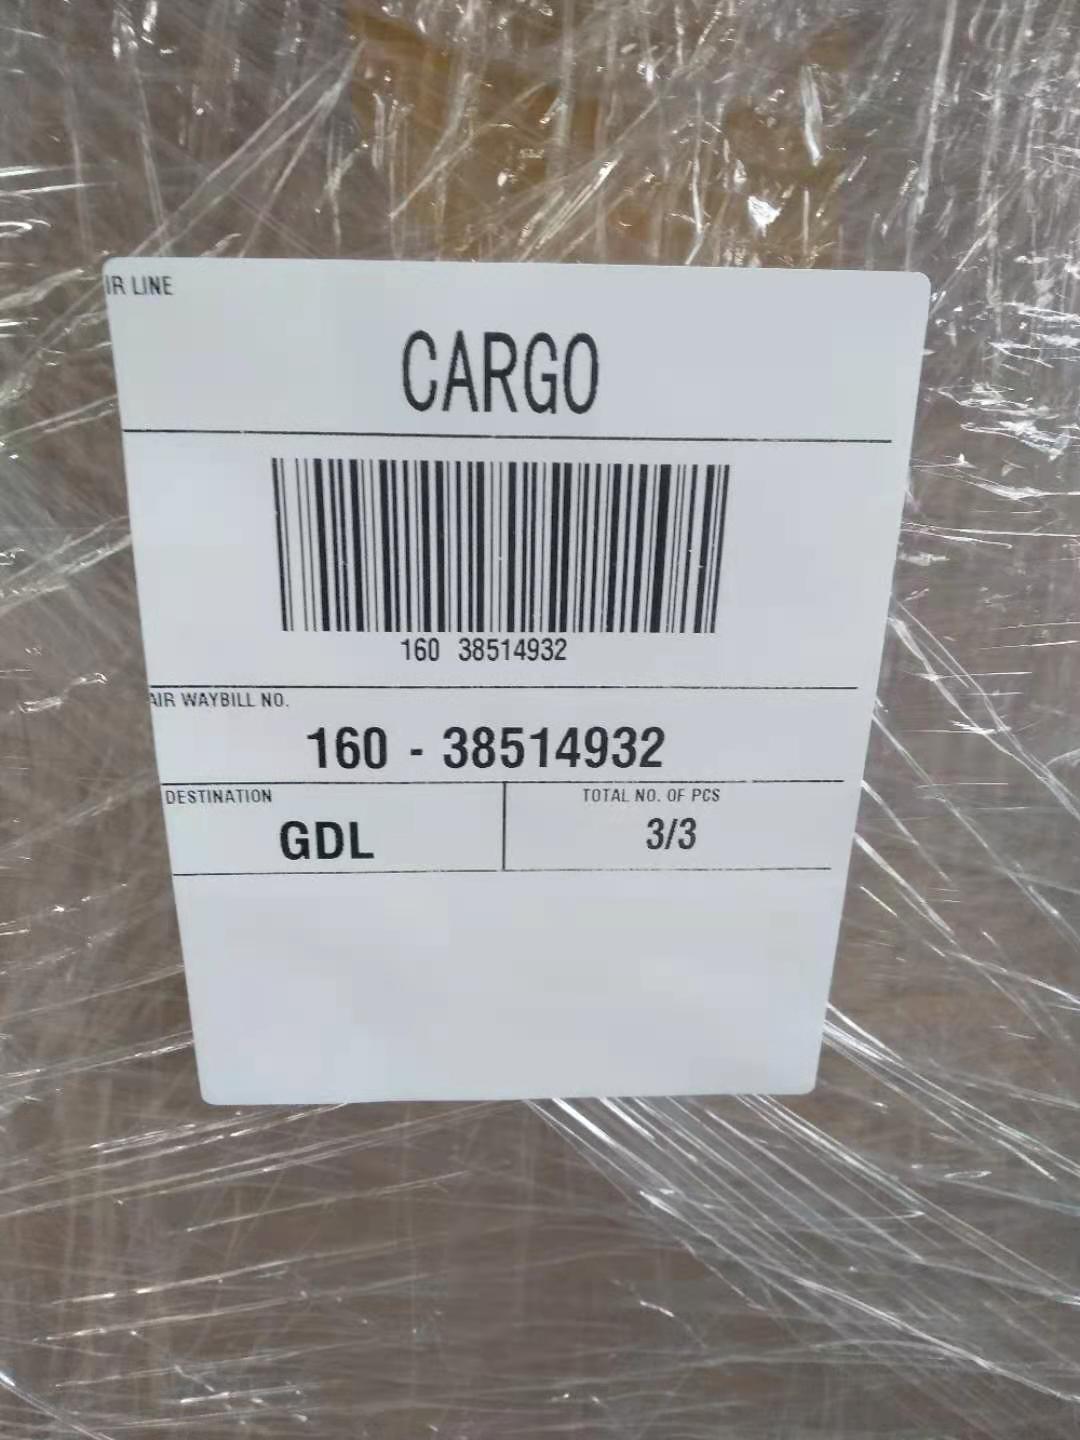 IR LINE
CARGO
160 38514932
AIR WAYBILL NO.
160 - 38514932
DESTINATION
TOTAL NO. OF PCS
GDL
3/3